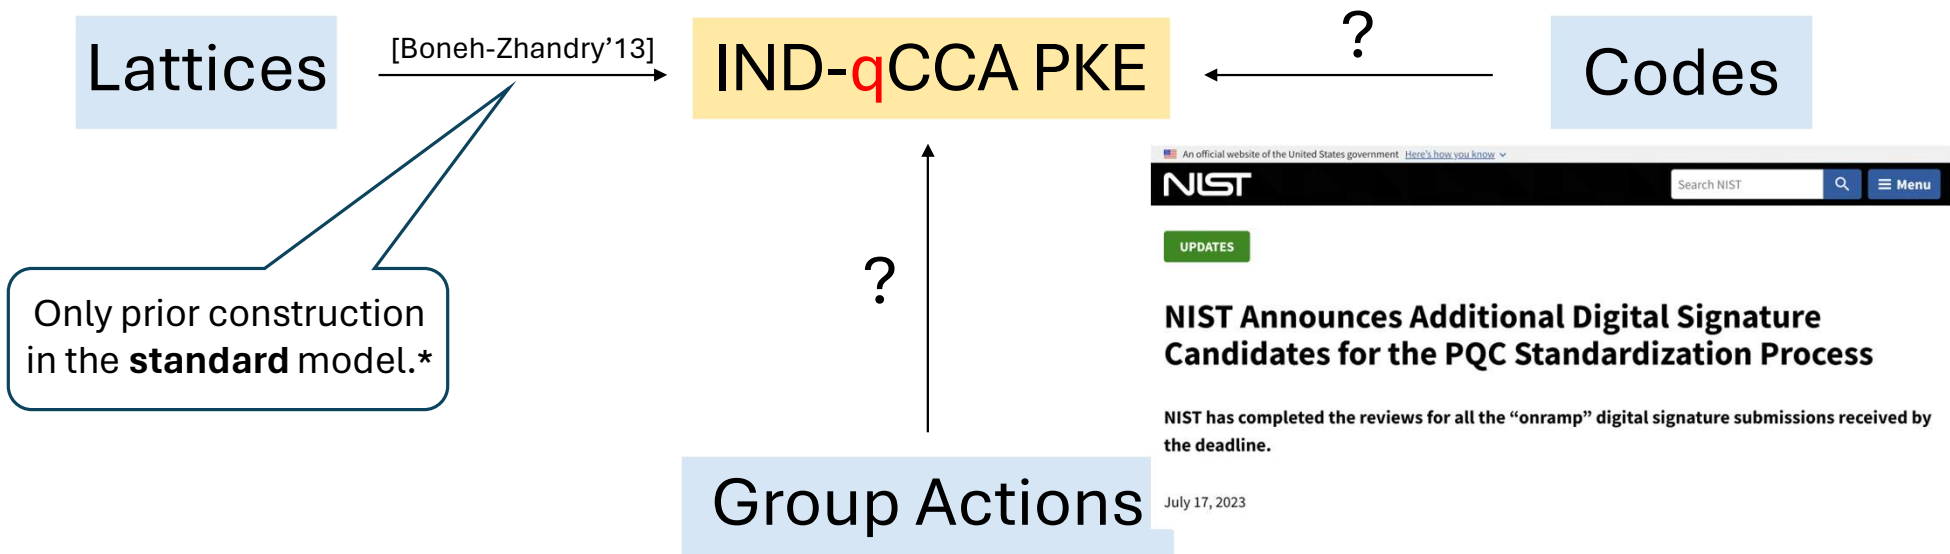 Lattices
[Boneh-Zhandry’13]
IND-qCCA PKE
?
Codes
Only prior construction
in the standard model.*
?
Group Actions
An official website of the United States government Here's how you know
NIST
Search NIST
Menu
UPDATES
NIST Announces Additional Digital Signature
Candidates for the PQC Standardization Process
NIST has completed the reviews for all the “onramp” digital signature submissions received by
the deadline.
July 17, 2023